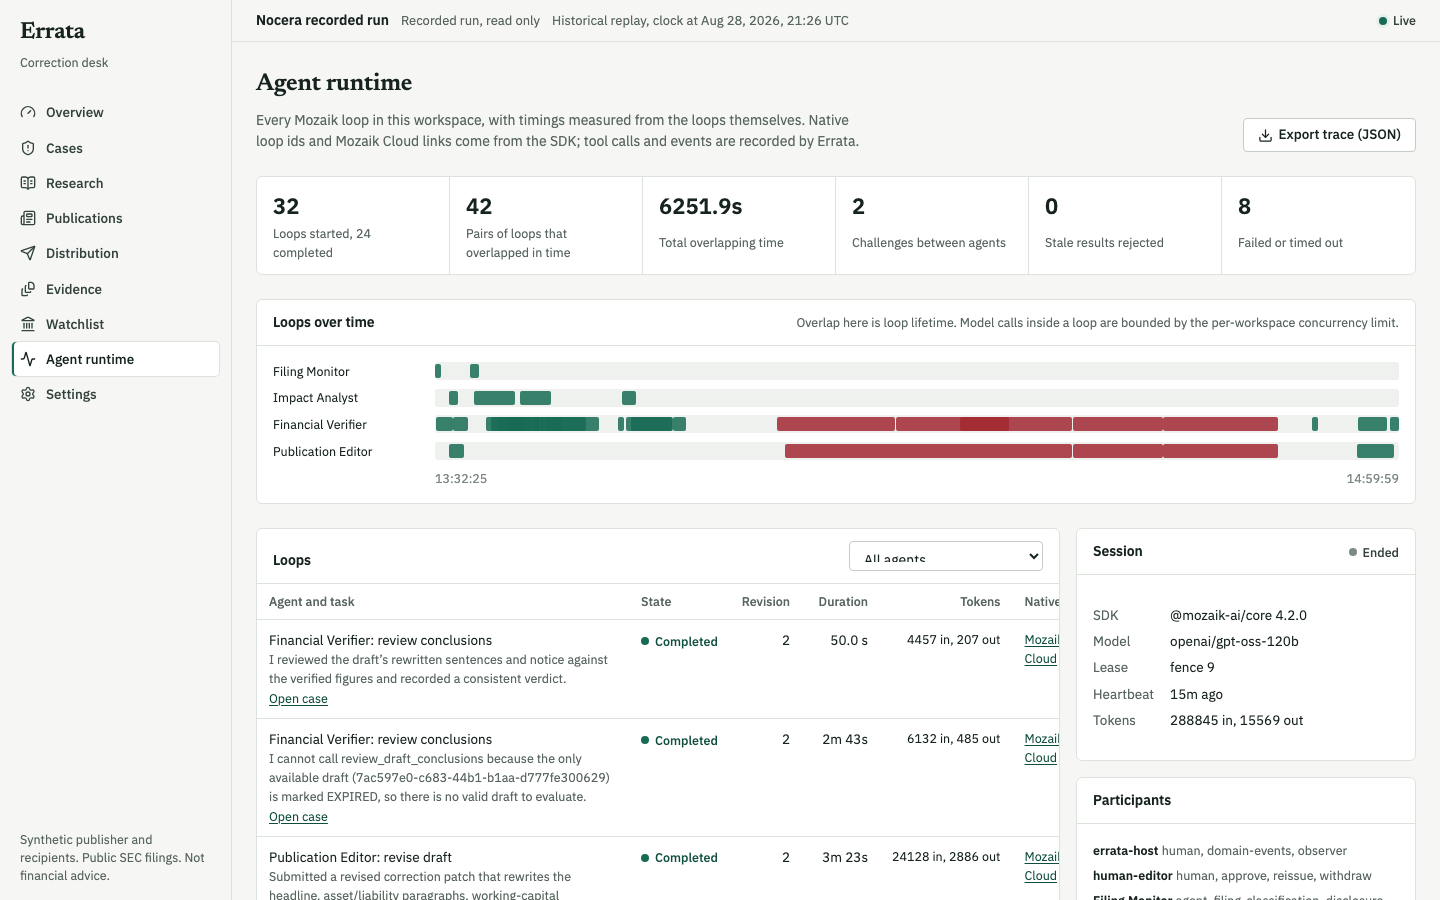 Errata
Correction desk
Overview
Cases
Research
Publications
Distribution
Evidence
Watchlist
Agent runtime
Settings
Synthetic publisher and
recipients. Public SEC filings. Not
financial advice.
Nocera recorded run Recorded run, read only Historical replay, clock at Aug 28, 2026, 21:26 UTC
Live
Agent runtime
Every Mozaik loop in this workspace, with timings measured from the loops themselves. Native
loop ids and Mozaik Cloud links come from the SDK; tool calls and events are recorded by Errata.
Export trace (JSON)
32
Loops started, 24
completed
42
Pairs of loops that
overlapped in time
6251.9s
Total overlapping time
2
Challenges between agents
0
Stale results rejected
8
Failed or timed out
Loops over time
Overlap here is loop lifetime. Model calls inside a loop are bounded by the per-workspace concurrency limit.
Filing Monitor
Impact Analyst
Financial Verifier
Publication Editor
13:32:25 14:59:59
Loops
All agents
Agent and task State Revision Duration Tokens Native
Financial Verifier: review conclusions Completed 2 50.0 s 4457 in, 207 out Mozaik
I reviewed the draft’s rewritten sentences and notice against Cloud
the verified figures and recorded a consistent verdict.
Open case
Financial Verifier: review conclusions Completed 2 2m 43s 6132 in, 485 out Mozaik
I cannot call review_draft_conclusions because the only Cloud
available draft (7ac597e0-c683-44b1-b1aa-d777fe300629)
is marked EXPIRED, so there is no valid draft to evaluate.
Open case
Publication Editor: revise draft Completed 2 3m 23s 24128 in, 2886 out Mozaik
Submitted a revised correction patch that rewrites the Cloud
headline, asset/liability paragraphs, working-capital
Session
Ended
SDK @mozaik-ai/core 4.2.0
Model openai/gpt-oss-120b
Lease fence 9
Heartbeat 15m ago
Tokens 288845 in, 15569 out
Participants
errata-host human, domain-events, observer
human-editor human, approve, reissue, withdraw
Filing Monitor agent, filing, classification, disclosure